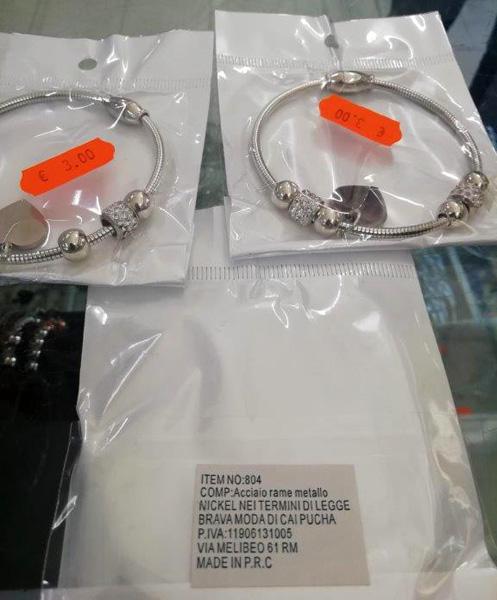 € 3.00
€ 3.00
ITEM NO:804
COMP:Acciaio rame metallo
NICKEL NEI TERMINI DI LEGGE
BRAVA MODA DI CAI PUCHA
P.IVA:11906131005
VIA MELIBEO 61 RM
MADE IN P.R.C